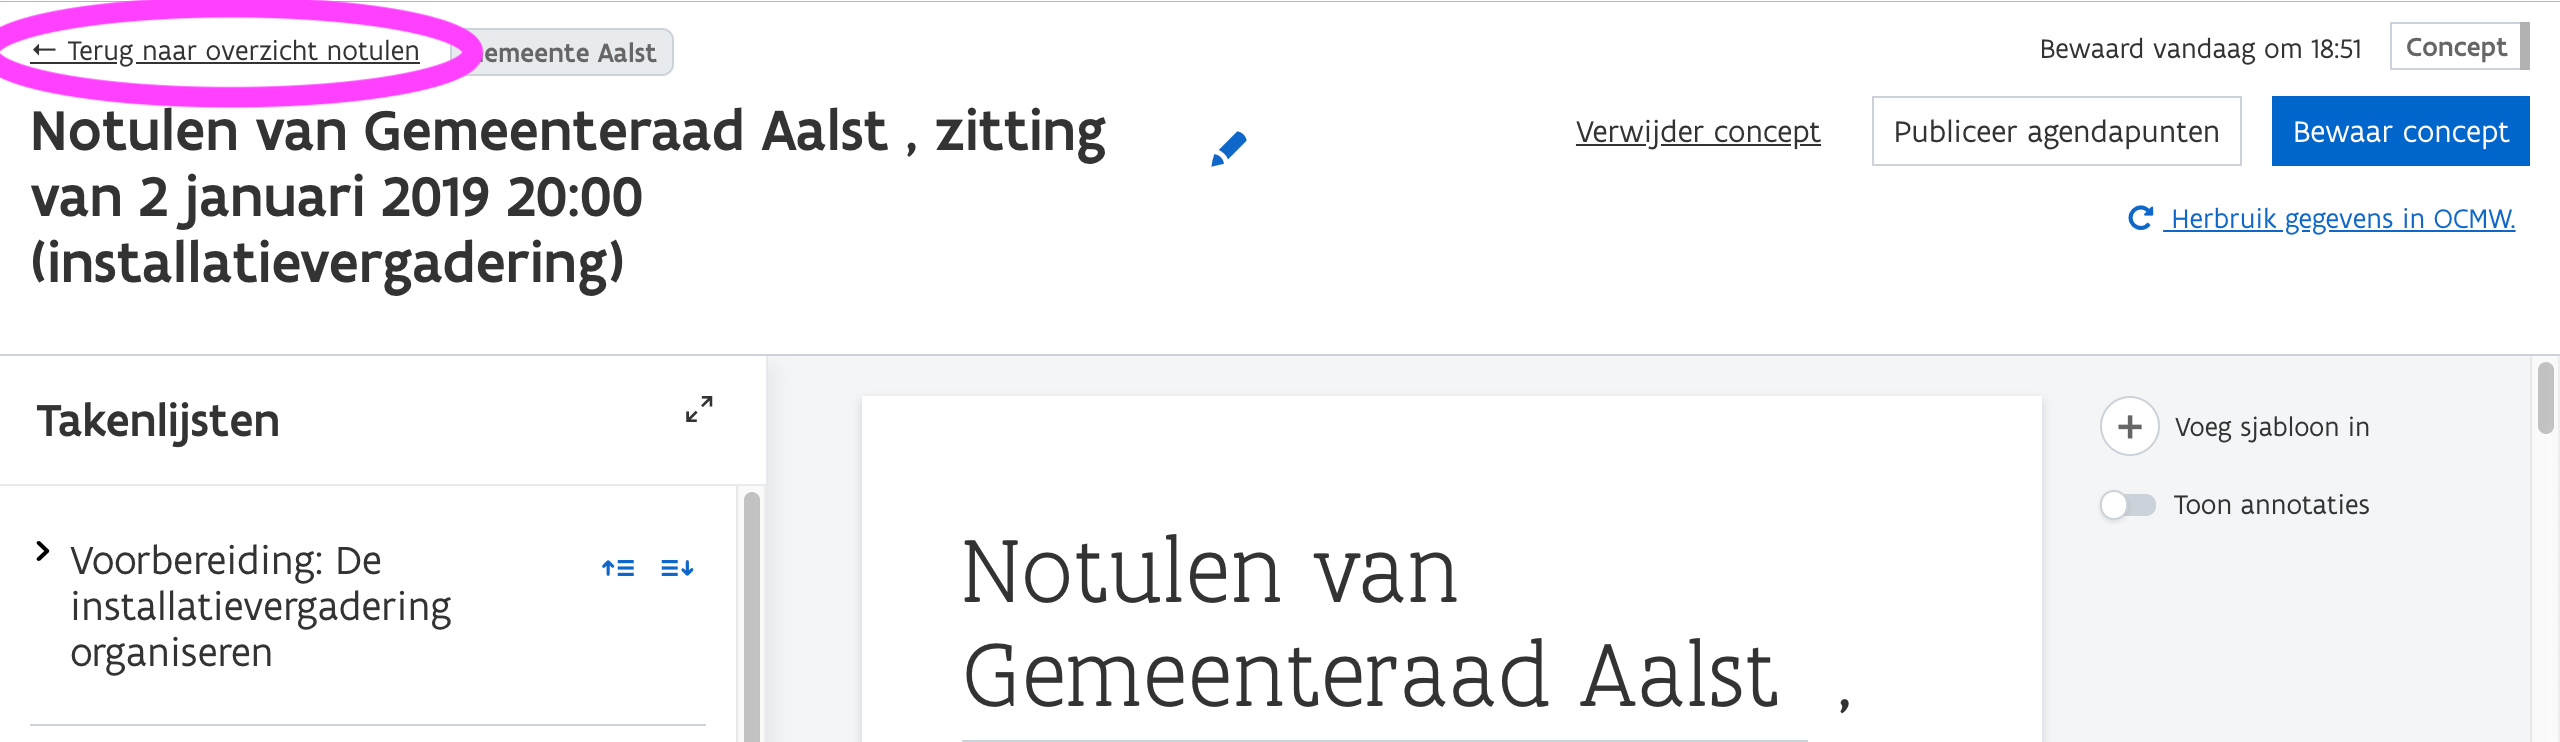 ← Terug naar overzicht notulen
emeente Aalst
Bewaard vandaag om 18:51
Concept
Notulen van Gemeenteraad Aalst , zitting
van 2 januari 2019 20:00
(installatievergadering)
Verwijder concept
Publiceer agendapunten
Bewaar concept
Herbruik gegevens in OCMW.
Takenlijsten
Voorbereiding: De
installatievergadering
organiseren
Notulen van
Gemeenteraad Aalst ,
Voeg sjabloon in
Toon annotaties